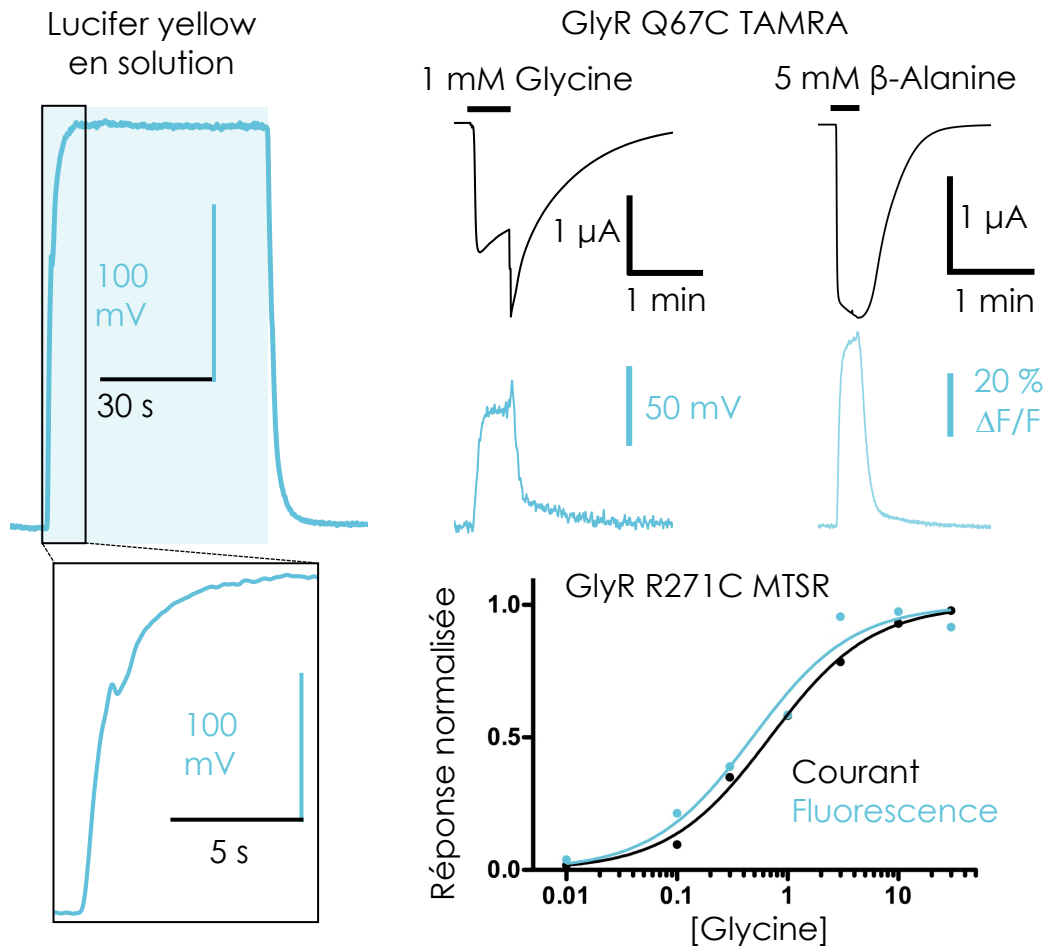 Lucifer yellow
en solution
100
mV
30 s
100
mV
5 s
GlyR Q67C TAMRA
1 mM Glycine
5 mM β-Alanine
1 µA
1 min
1 µA
1 min
50 mV
20 %
ΔF/F
GlyR R271C MTSR
Réponse normalisée
1.0
0.5
0.0
0.01
0.1
1
10
[Glycine]
Courant
Fluorescence